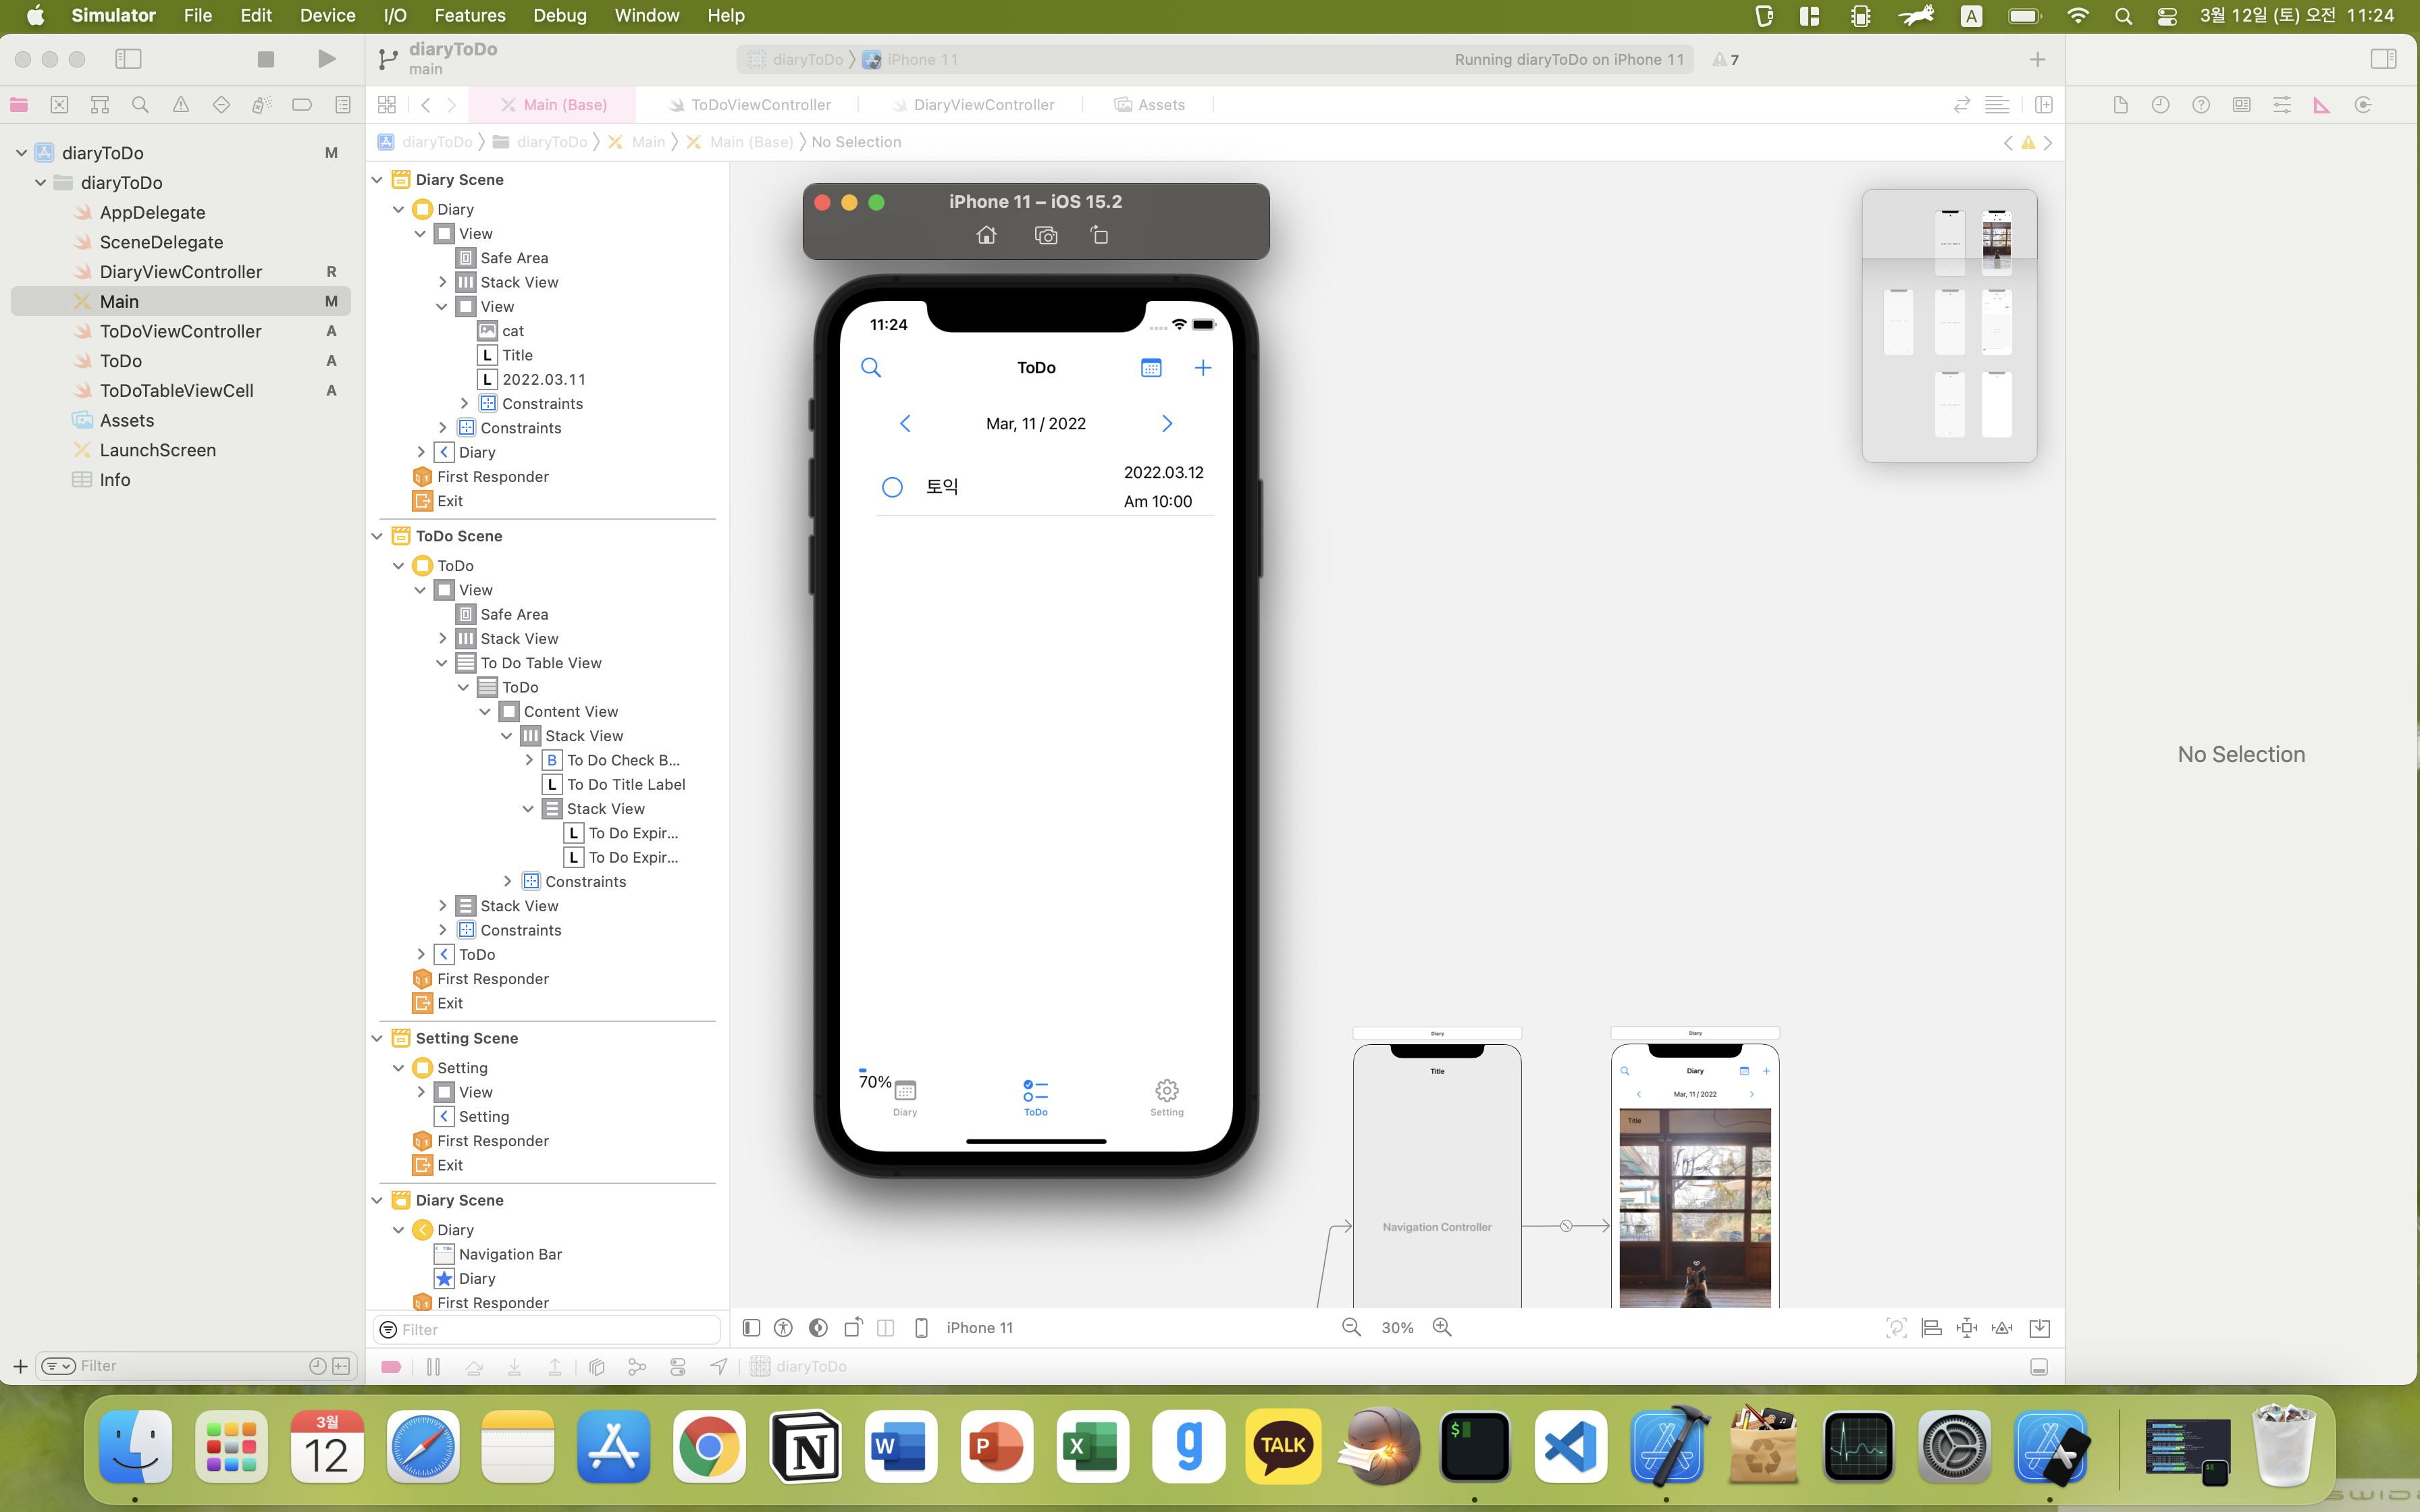 Simulator File Edit Device I/O Features Debug Window Help
A
3월 12일 (토) 오전 11:24
diaryToDo
main
diaryToDo iPhone 11
Running diaryToDo on iPhone 11
7
Main (Base)
ToDoViewController
DiaryViewController
Assets
diaryToDo diaryToDo Main Main (Base) No Selection
diaryToDo M
diaryToDo
AppDelegate
SceneDelegate
DiaryViewController R
Main M
ToDoViewController A
ToDo A
ToDoTableViewCell A
Assets
LaunchScreen
Info
Filter
Diary Scene
Diary
View
Safe Area
Stack View
View
cat
L Title
L 2022.03.11
Constraints
Constraints
Diary
First Responder
Exit
ToDo Scene
ToDo
View
Safe Area
Stack View
To Do Table View
ToDo
Content View
Stack View
B To Do Check B...
L To Do Title Label
Stack View
L To Do Expir...
L To Do Expir...
Constraints
Stack View
Constraints
ToDo
First Responder
Exit
Setting Scene
Setting
View
Setting
First Responder
Exit
Diary Scene
Diary
Navigation Bar
Diary
First Responder
Filter
iPhone 11 – iOS 15.2
11:24
ToDo
Mar, 11 / 2022
토익
2022.03.12
Am 10:00
70%
Diary
ToDo
Setting
Diary
Title
Navigation Controller
Diary
Diary
Mar, 11 / 2022
Title
No Selection
iPhone 11
30%
diaryToDo
3월
12
N
W
P
X
g
TALK
$